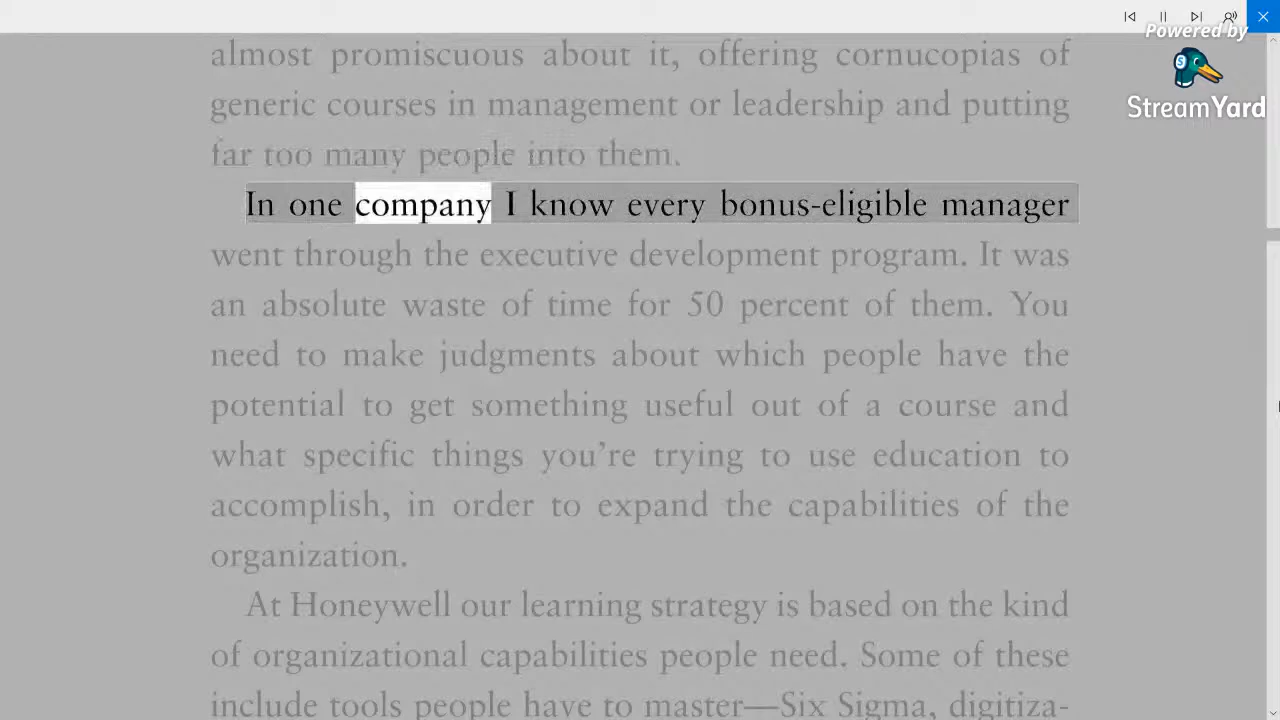 Powered by
StreamYard
almost promiscuous about it, offering cornucopias of
generic courses in management or leadership and putting
far too many people into them.
In one company I know every bonus-eligible manager
went through the executive development program. It was
an absolute waste of time for 50 percent of them. You
need to make judgments about which people have the
potential to get something useful out of a course and
what specific things you’re trying to use education to
accomplish, in order to expand the capabilities of the
organization.
At Honeywell our learning strategy is based on the kind
of organizational capabilities people need. Some of these
include tools people have to master—Six Sigma, digitiza-